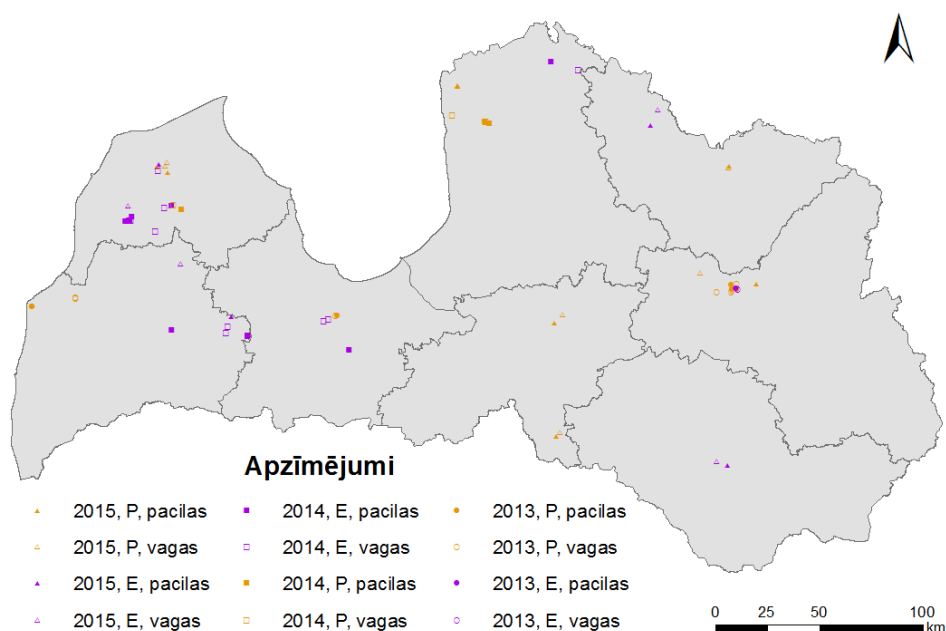 Apzīmējumi
2015, P, pacilas 2014, E, pacilas 2013, P, pacilas
2015, P, vagas 2014, E, vagas 2013, P, vagas
2015, E, pacilas 2014, P, pacilas 2013, E, pacilas
2015, E, vagas 2014, P, vagas 2013, E, vagas
0 25 50 100
km